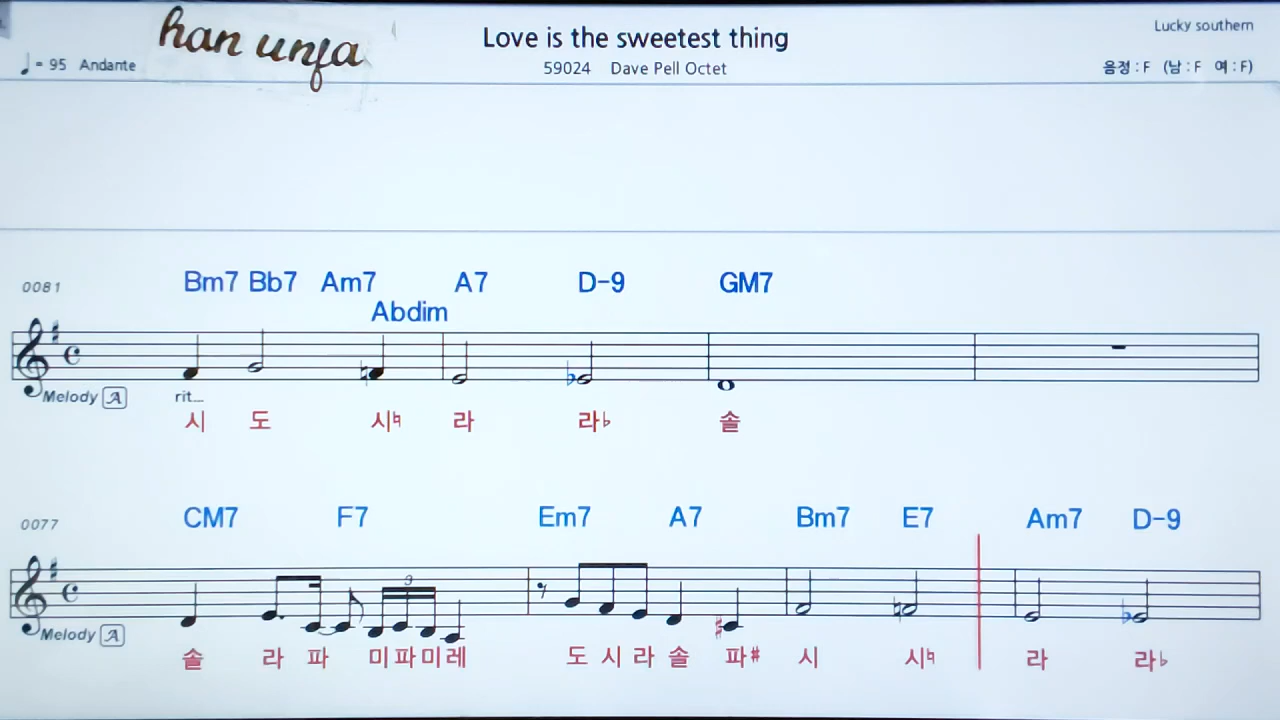 Lucky southern
han unfa
Love is the sweetest thing
♩= 95 Andante
59024 Dave Pell Octet
음정 : F (남 : F 여 : F)
0081
Bm7 Bb7 Am7 A7 D-9 GM7
Abdim
Melody A
rit...
시 도 시♮ 라 라♭ 솔
0077
CM7 F7 Em7 A7 Bm7 E7 Am7 D-9
3
Melody A
솔 라 파 미 파 미 레 도 시 라 솔 파# 시 시♮ 라 라♭